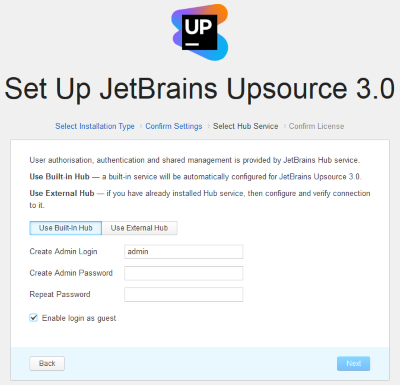 UP
Set Up JetBrains Upsource 3.0
Select Installation Type Confirm Settings Select Hub Service Confirm License
User authorisation, authentication and shared management is provided by JetBrains Hub service.
Use Built-in Hub — a built-in service will be automatically configured for JetBrains Upsource 3.0.
Use External Hub — if you have already installed Hub service, then configure and verify connection
to it.
Use Built-In Hub Use External Hub
Create Admin Login admin
Create Admin Password
Repeat Password
Enable login as guest
Back Next